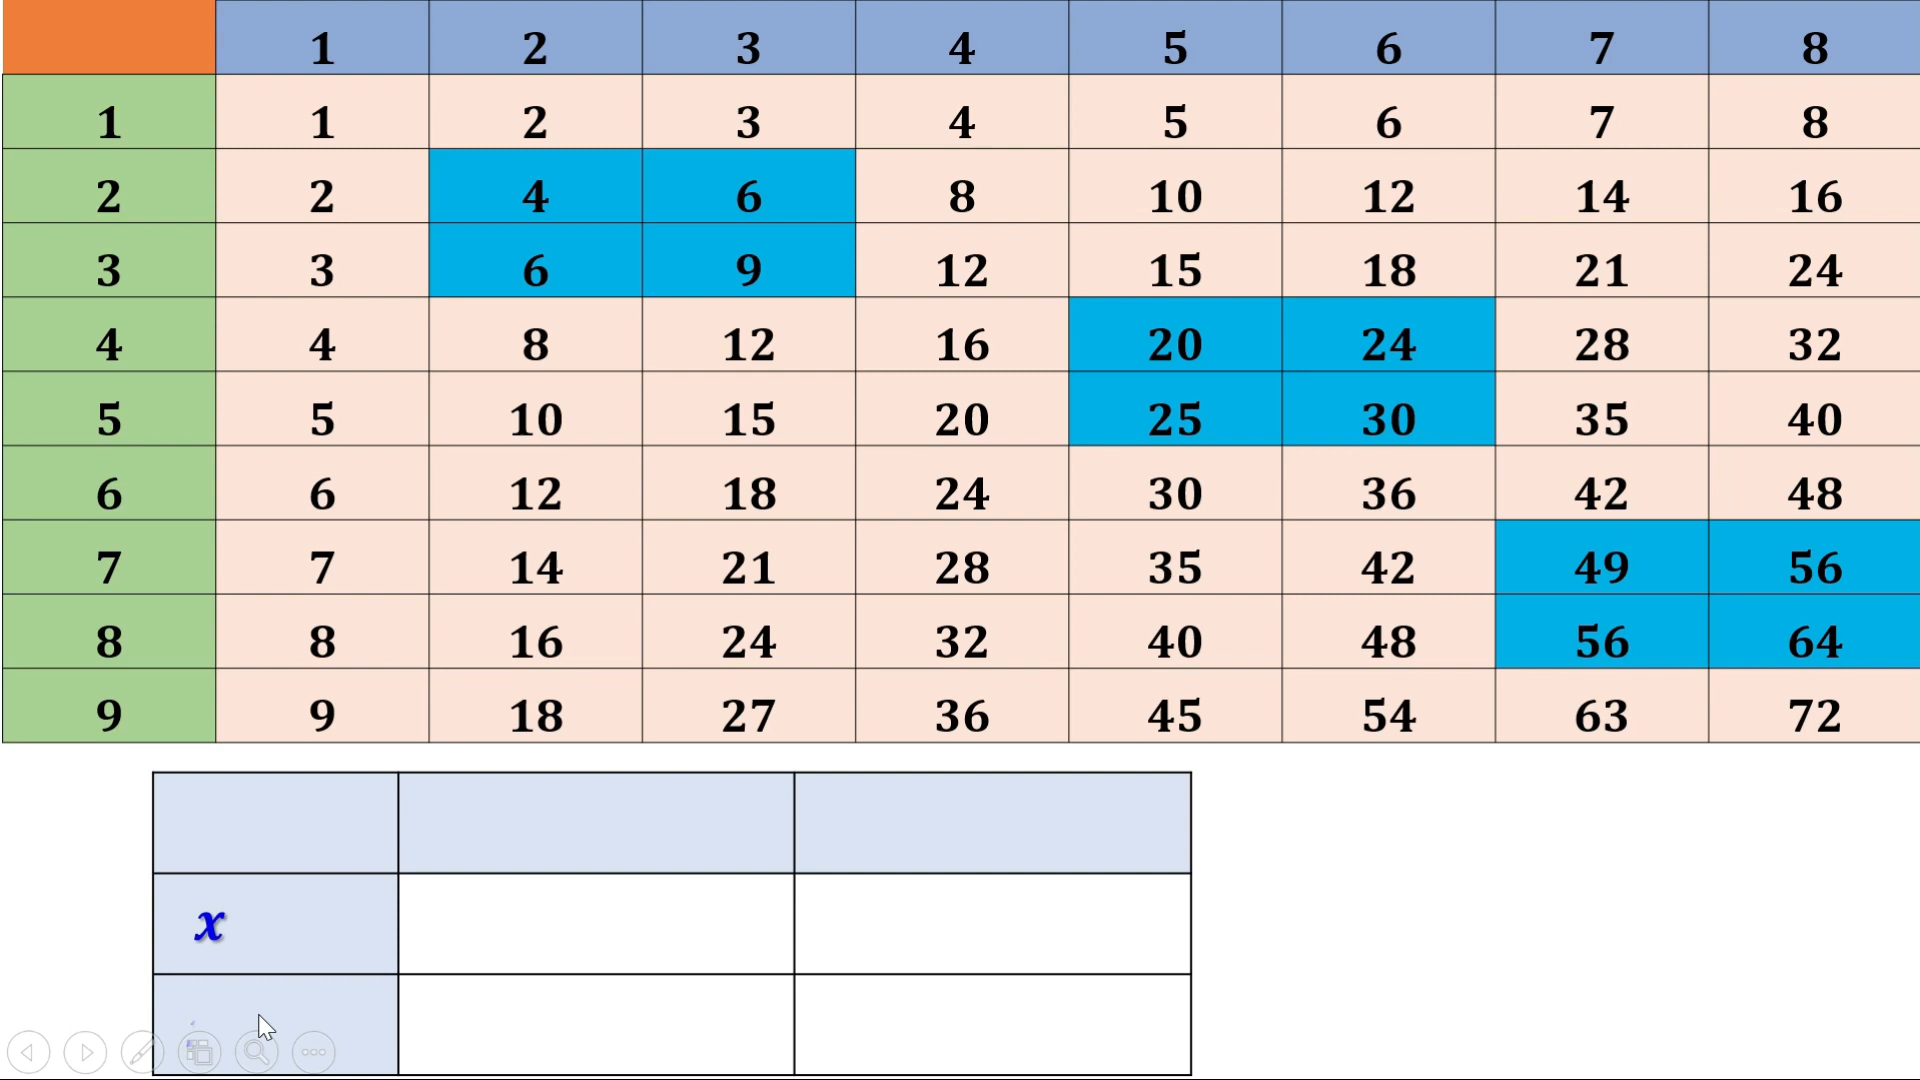 1 2 3 4 5 6 7 8
1 1 2 3 4 5 6 7 8
2 2 4 6 8 10 12 14 16
3 3 6 9 12 15 18 21 24
4 4 8 12 16 20 24 28 32
5 5 10 15 20 25 30 35 40
6 6 12 18 24 30 36 42 48
7 7 14 21 28 35 42 49 56
8 8 16 24 32 40 48 56 64
9 9 18 27 36 45 54 63 72
x